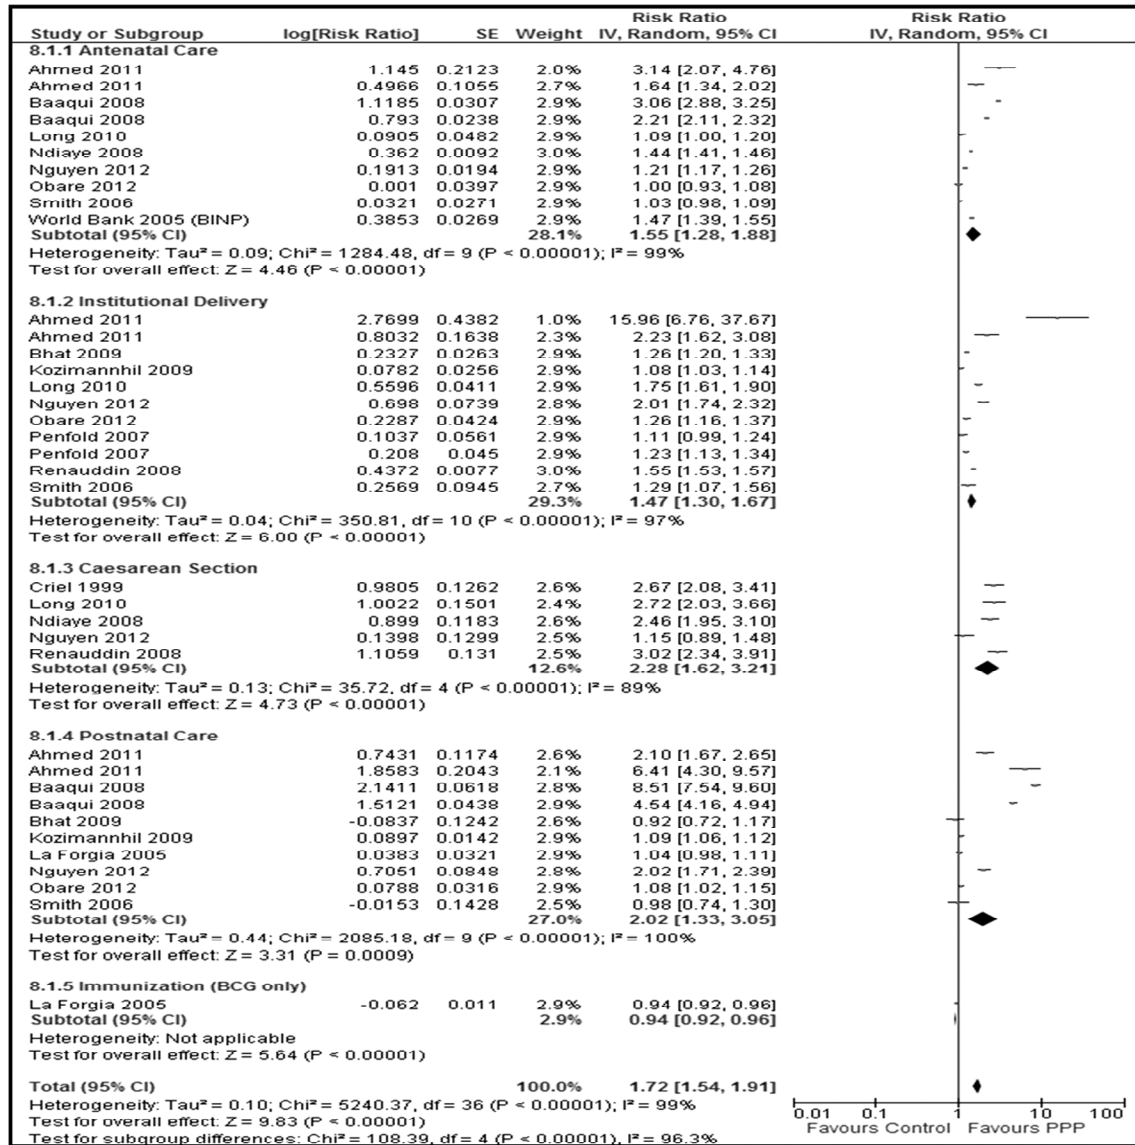 Risk Ratio Risk Ratio
Study or Subgroup log[Risk Ratio] SE Weight IV, Random, 95% CI IV, Random, 95% CI
8.1.1 Antenatal Care
Ahmed 2011 1.145 0.2123 2.0% 3.14 [2.07, 4.76]
Ahmed 2011 0.4966 0.1055 2.7% 1.64 [1.34, 2.02]
Baaqui 2008 1.1185 0.0307 2.9% 3.06 [2.88, 3.25]
Baaqui 2008 0.793 0.0238 2.9% 2.21 [2.11, 2.32]
Long 2010 0.0905 0.0482 2.9% 1.09 [1.00, 1.20]
Ndiaye 2008 0.362 0.0092 3.0% 1.44 [1.41, 1.46]
Nguyen 2012 0.1913 0.0194 2.9% 1.21 [1.17, 1.26]
Obare 2012 0.001 0.0397 2.9% 1.00 [0.93, 1.08]
Smith 2006 0.0321 0.0271 2.9% 1.03 [0.98, 1.09]
World Bank 2005 (BINP) 0.3853 0.0269 2.9% 1.47 [1.39, 1.55]
Subtotal (95% CI) 28.1% 1.55 [1.28, 1.88]
Heterogeneity: Tau² = 0.09; Chi² = 1284.48, df = 9 (P < 0.00001); I² = 99%
Test for overall effect: Z = 4.46 (P < 0.00001)
8.1.2 Institutional Delivery
Ahmed 2011 2.7699 0.4382 1.0% 15.96 [6.76, 37.67]
Ahmed 2011 0.8032 0.1638 2.3% 2.23 [1.62, 3.08]
Bhat 2009 0.2327 0.0263 2.9% 1.26 [1.20, 1.33]
Kozimannhil 2009 0.0782 0.0256 2.9% 1.08 [1.03, 1.14]
Long 2010 0.5596 0.0411 2.9% 1.75 [1.61, 1.90]
Nguyen 2012 0.698 0.0739 2.8% 2.01 [1.74, 2.32]
Obare 2012 0.2287 0.0424 2.9% 1.26 [1.16, 1.37]
Penfold 2007 0.1037 0.0561 2.9% 1.11 [0.99, 1.24]
Penfold 2007 0.208 0.045 2.9% 1.23 [1.13, 1.34]
Renauddin 2008 0.4372 0.0077 3.0% 1.55 [1.53, 1.57]
Smith 2006 0.2569 0.0945 2.7% 1.29 [1.07, 1.56]
Subtotal (95% CI) 29.3% 1.47 [1.30, 1.67]
Heterogeneity: Tau² = 0.04; Chi² = 350.81, df = 10 (P < 0.00001); I² = 97%
Test for overall effect: Z = 6.00 (P < 0.00001)
8.1.3 Caesarean Section
Criel 1999 0.9805 0.1262 2.6% 2.67 [2.08, 3.41]
Long 2010 1.0022 0.1501 2.4% 2.72 [2.03, 3.66]
Ndiaye 2008 0.899 0.1183 2.6% 2.46 [1.95, 3.10]
Nguyen 2012 0.1398 0.1299 2.5% 1.15 [0.89, 1.48]
Renauddin 2008 1.1059 0.131 2.5% 3.02 [2.34, 3.91]
Subtotal (95% CI) 12.6% 2.28 [1.62, 3.21]
Heterogeneity: Tau² = 0.13; Chi² = 35.72, df = 4 (P < 0.00001); I² = 89%
Test for overall effect: Z = 4.73 (P < 0.00001)
8.1.4 Postnatal Care
Ahmed 2011 0.7431 0.1174 2.6% 2.10 [1.67, 2.65]
Ahmed 2011 1.8583 0.2043 2.1% 6.41 [4.30, 9.57]
Baaqui 2008 2.1411 0.0618 2.8% 8.51 [7.54, 9.60]
Baaqui 2008 1.5121 0.0438 2.9% 4.54 [4.16, 4.94]
Bhat 2009 -0.0837 0.1242 2.6% 0.92 [0.72, 1.17]
Kozimannhil 2009 0.0897 0.0142 2.9% 1.09 [1.06, 1.12]
La Forgia 2005 0.0383 0.0321 2.9% 1.04 [0.98, 1.11]
Nguyen 2012 0.7051 0.0848 2.8% 2.02 [1.71, 2.39]
Obare 2012 0.0788 0.0316 2.9% 1.08 [1.02, 1.15]
Smith 2006 -0.0153 0.1428 2.5% 0.98 [0.74, 1.30]
Subtotal (95% CI) 27.0% 2.02 [1.33, 3.05]
Heterogeneity: Tau² = 0.44; Chi² = 2085.18, df = 9 (P < 0.00001); I² = 100%
Test for overall effect: Z = 3.31 (P = 0.0009)
8.1.5 Immunization (BCG only)
La Forgia 2005 -0.062 0.011 2.9% 0.94 [0.92, 0.96]
Subtotal (95% CI) 2.9% 0.94 [0.92, 0.96]
Heterogeneity: Not applicable
Test for overall effect: Z = 5.64 (P < 0.00001)
Total (95% CI) 100.0% 1.72 [1.54, 1.91]
Heterogeneity: Tau² = 0.10; Chi² = 5240.37, df = 36 (P < 0.00001); I² = 99%
Test for overall effect: Z = 9.83 (P < 0.00001)
Test for subgroup differences: Chi² = 108.39, df = 4 (P < 0.00001), I² = 96.3%
0.01 0.1 1 10 100
Favours Control Favours PPP